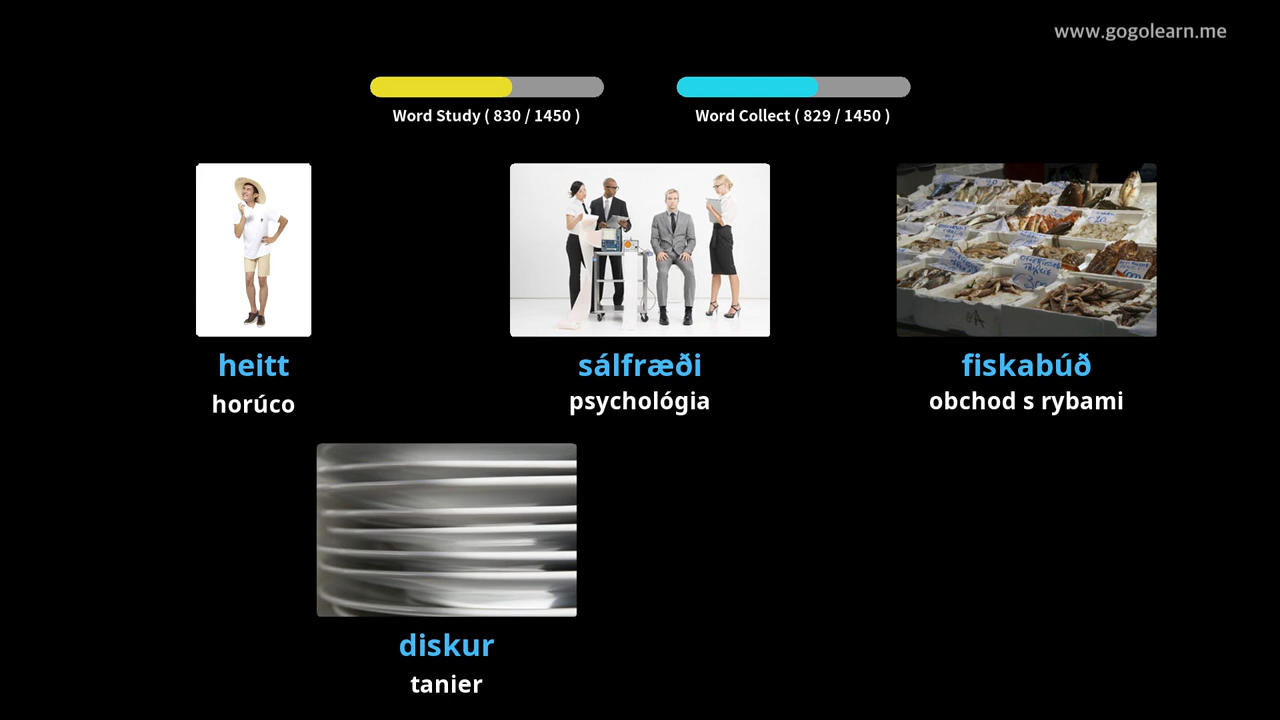 www.gogolearn.me
Word Study ( 830 / 1450 )
Word Collect ( 829 / 1450 )
heitt
horúco
sálfræði
psychológia
fiskabúð
obchod s rybami
diskur
tanier